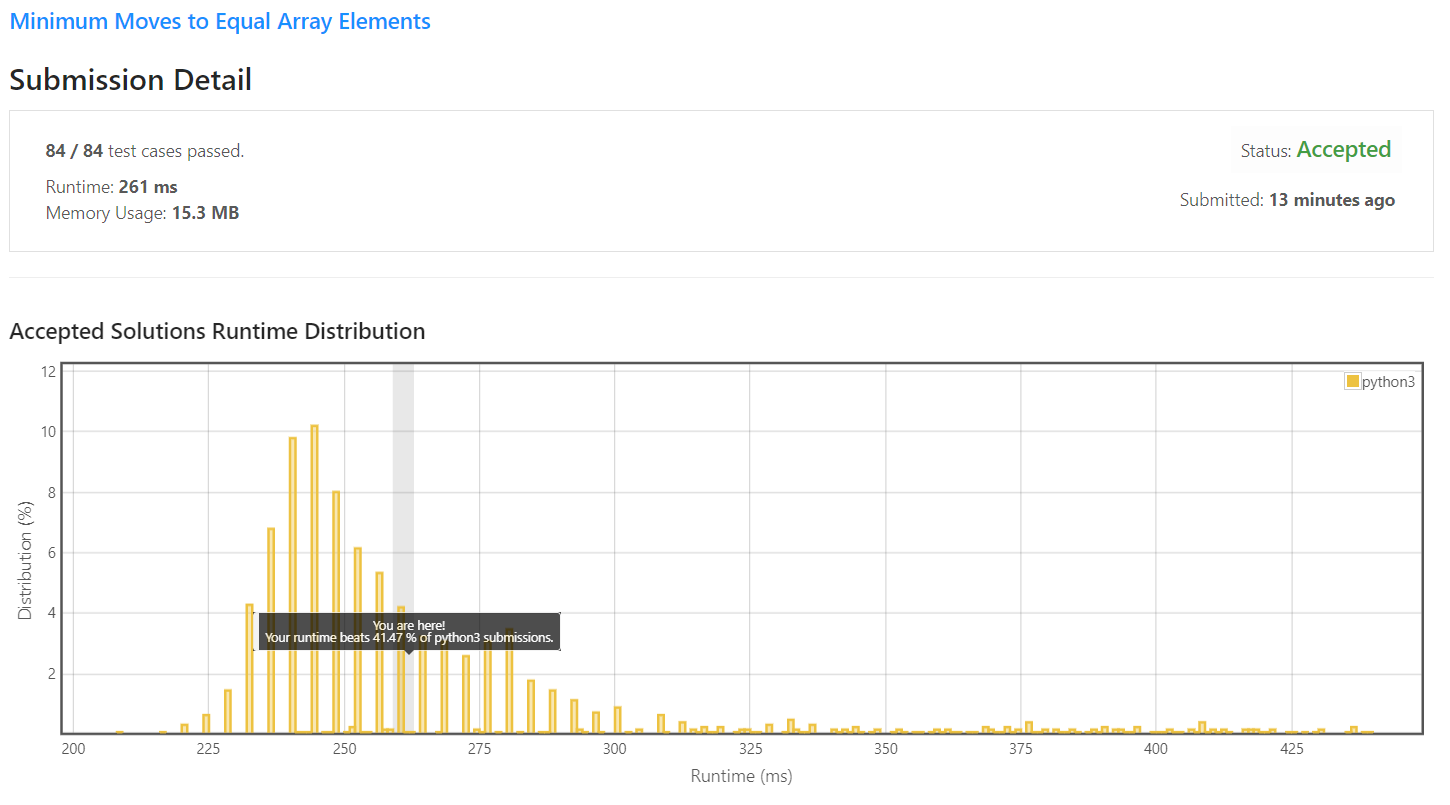 Minimum Moves to Equal Array Elements
Submission Detail
84 / 84 test cases passed.
Status: Accepted
Runtime: 261 ms
Memory Usage: 15.3 MB
Submitted: 13 minutes ago
Accepted Solutions Runtime Distribution
12
10
8
6
4
2
Distribution (%)
python3
You are here!
Your runtime beats 41.47 % of python3 submissions.
200 225 250 275 300 325 350 375 400 425
Runtime (ms)